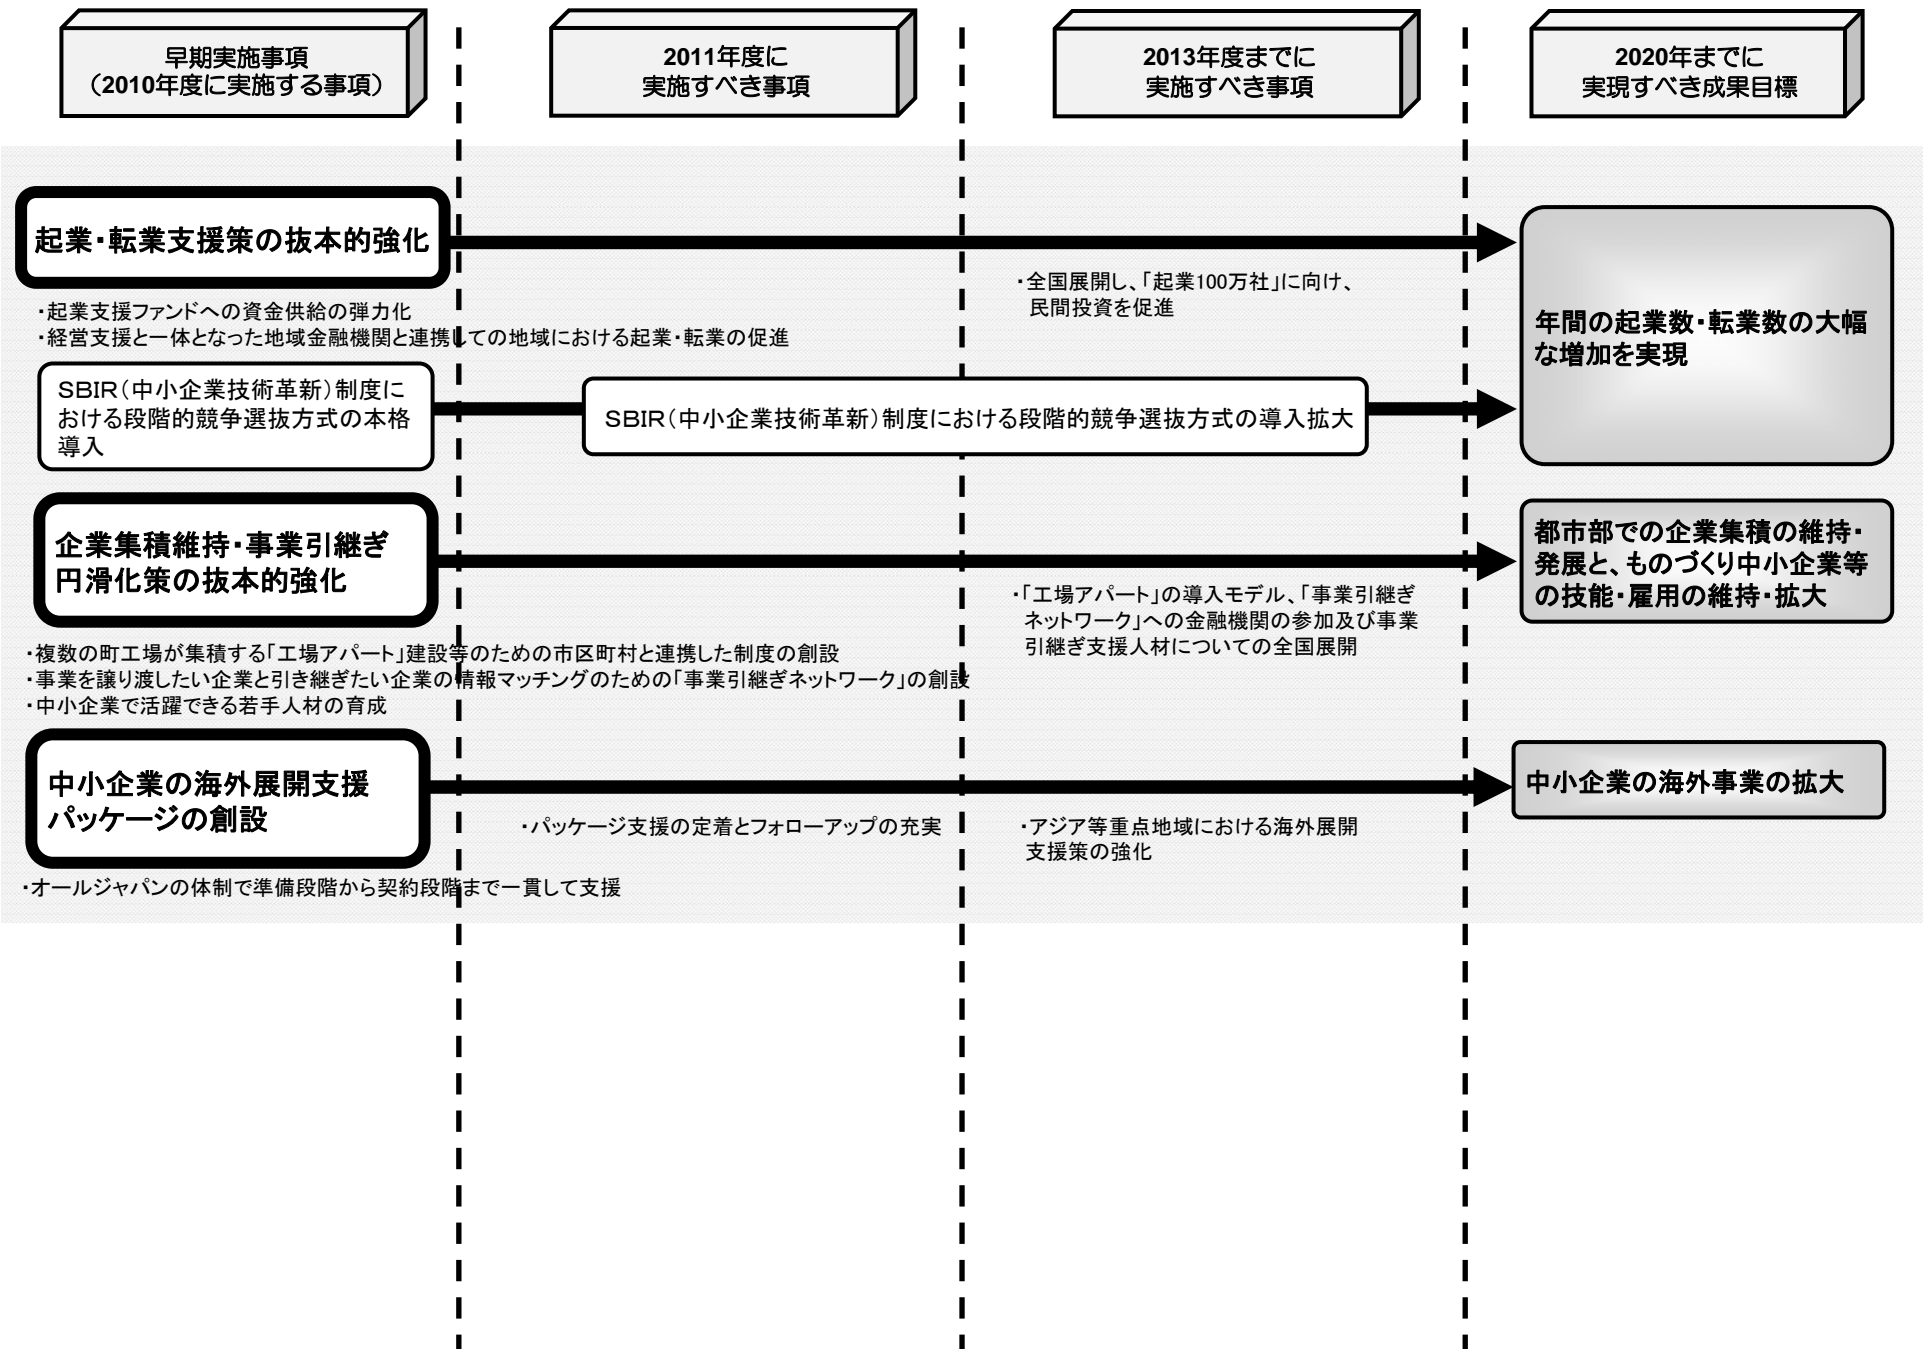 早期実施事項
（2010年度に実施する事項）
2011年度に
実施すべき事項
2013年度までに
実施すべき事項
2020年までに
実現すべき成果目標
起業・転業支援策の抜本的強化
・全国展開し、「起業100万社」に向け、
民間投資を促進
・起業支援ファンドへの資金供給の弾力化
・経営支援と一体となった地域金融機関と連携しての地域における起業・転業の促進
年間の起業数・転業数の大幅
な増加を実現
SBIR（中小企業技術革新）制度に
おける段階的競争選抜方式の本格
導入
SBIR（中小企業技術革新）制度における段階的競争選抜方式の導入拡大
企業集積維持・事業引継ぎ
円滑化策の抜本的強化
都市部での企業集積の維持・
発展と、ものづくり中小企業等
の技能・雇用の維持・拡大
・「工場アパート」の導入モデル、「事業引継ぎ
ネットワーク」への金融機関の参加及び事業
引継ぎ支援人材についての全国展開
・複数の町工場が集積する「工場アパート」建設等のための市区町村と連携した制度の創設
・事業を譲り渡したい企業と引き継ぎたい企業の情報マッチングのための「事業引継ぎネットワーク」の創設
・中小企業で活躍できる若手人材の育成
中小企業の海外展開支援
パッケージの創設
中小企業の海外事業の拡大
・パッケージ支援の定着とフォローアップの充実
・アジア等重点地域における海外展開
支援策の強化
・オールジャパンの体制で準備段階から契約段階まで一貫して支援